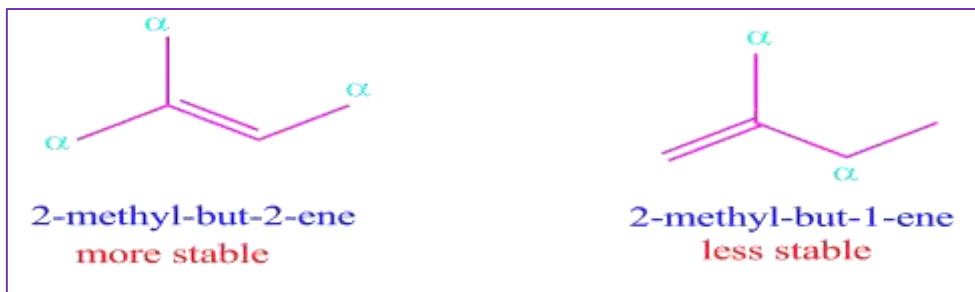 α
α
α
α
α
2-methyl-but-2-ene
2-methyl-but-1-ene
more stable
less stable